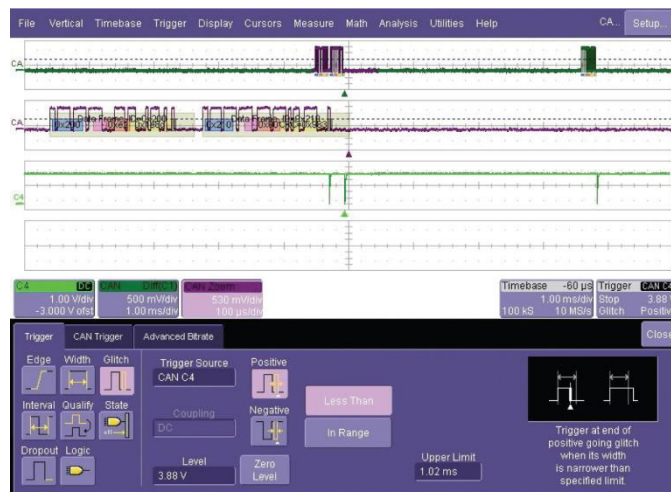 File Vertical Timebase Trigger Display Cursors Measure Math Analysis Utilities Help CA... Setup...
CA
CA
C4
C4 DC
1.00 V/div
-3.000 V ofst
CAN Diff(C1)
500 mV/div
1.00 ms/div
CAN Zoom
530 mV/div
Timebase -60 µs
1.00 ms/div
100 kS 10 MS/s
Trigger CAN C4
Stop 3.88 V
Glitch Positive
Trigger CAN Trigger Advanced Bitrate Close
Edge Width Glitch
Interval Qualify State
Dropout Logic
Trigger Source
CAN C4
Coupling
DC
Level
3.88 V
Zero
Level
Positive
Negative
Less Than
In Range
Upper Limit
1.02 ms
Trigger at end of
positive going glitch
when its width
is narrower than
specified limit.